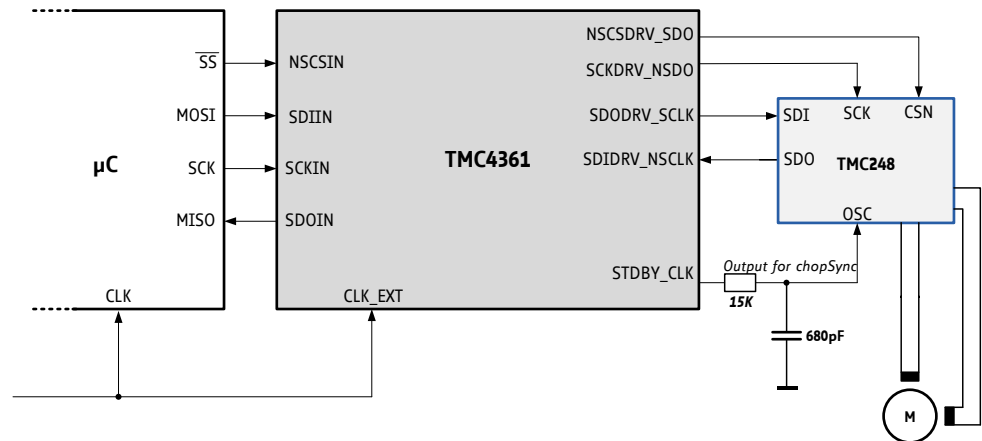 NSCSDRV_SDO
SS NSCSIN
SCKDRV_NSDO
MOSI SDIIN SDODRV_SCLK SDI SCK CSN
µC TMC4361 SDIDRV_NSCLK SDO TMC248
SCK SCKIN
MISO SDOIN OSC
STDBY_CLK Output for chopSync
CLK CLK_EXT 15K
680pF
M